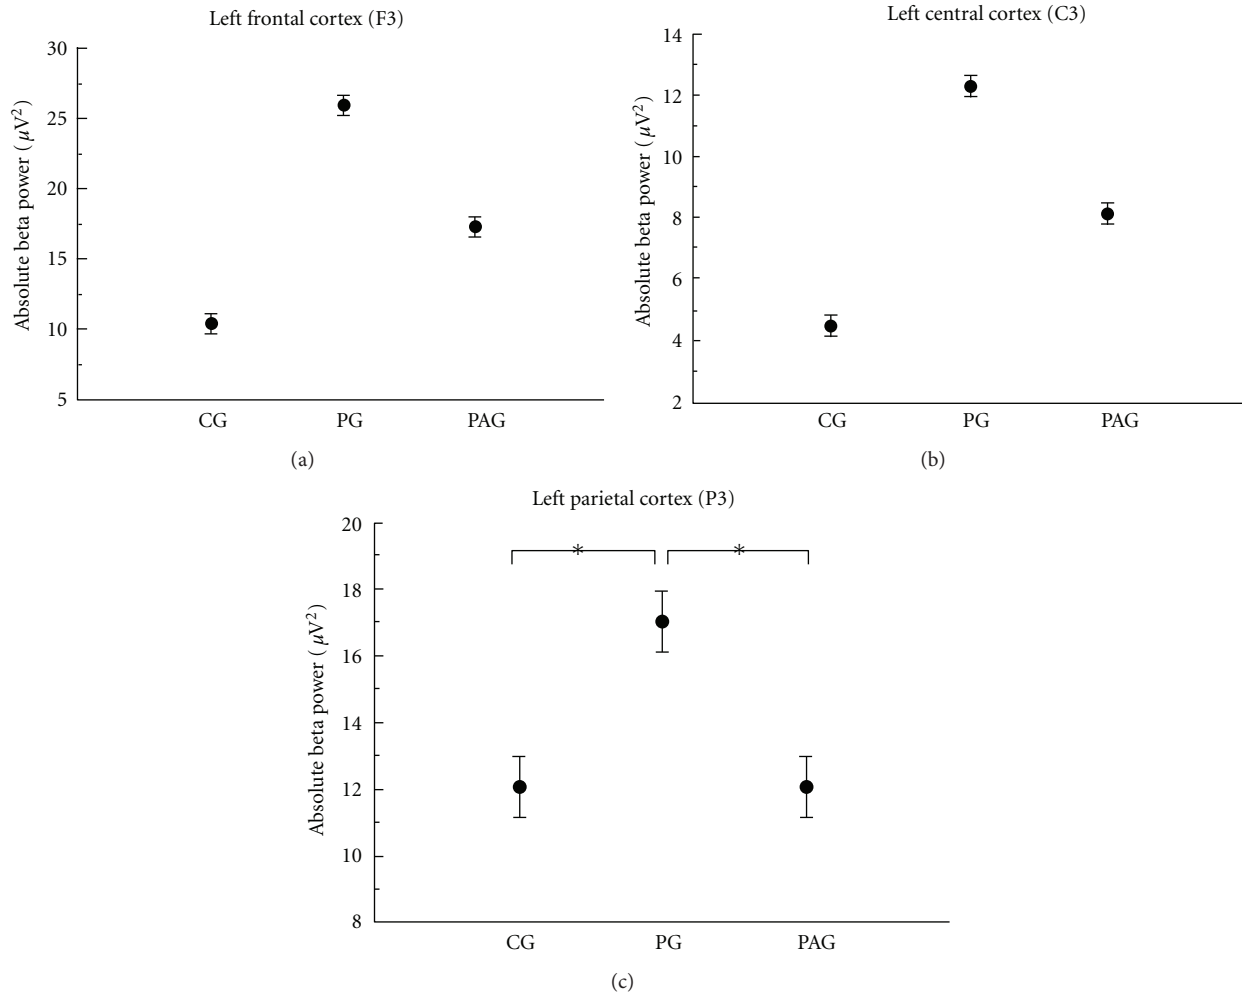 Left frontal cortex (F3)
Absolute beta power (μV²)
30
25
20
15
10
5
CG PG PAG
(a)
Left central cortex (C3)
Absolute beta power (μV²)
14
12
10
8
6
4
2
CG PG PAG
(b)
Left parietal cortex (P3)
Absolute beta power (μV²)
20
18
16
14
12
10
8
* *
CG PG PAG
(c)